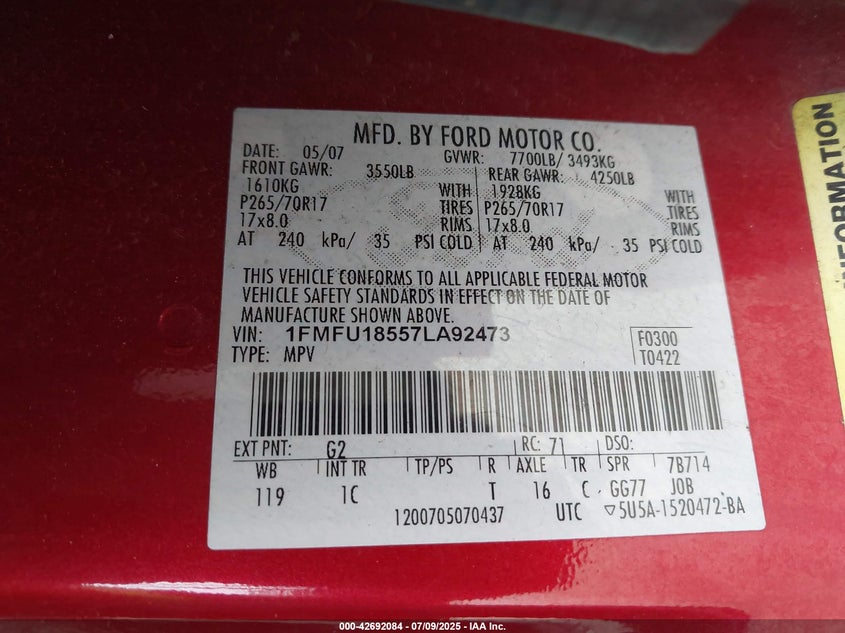 MFD. BY FORD MOTOR CO.
DATE: 05/07 GVWR: 7700LB/ 3493KG
FRONT GAWR: 3550LB REAR GAWR: 4250LB
1610KG WITH 1928KG WITH
P265/70R17 TIRES P265/70R17 TIRES
17x8.0 RIMS 17x8.0 RIMS
AT 240 kPa/ 35 PSI COLD AT 240 kPa/ 35 PSI COLD
THIS VEHICLE CONFORMS TO ALL APPLICABLE FEDERAL MOTOR
VEHICLE SAFETY STANDARDS IN EFFECT ON THE DATE OF
MANUFACTURE SHOWN ABOVE.
VIN: 1FMFU18557LA92473 F0300
TYPE: MPV T0422
EXT PNT: G2 RC: 71 DSO:
WB INT TR TP/PS R AXLE TR SPR 7B714
119 1C T 16 C GG77 JOB
1200705070437 UTC ▽5U5A-1520472-BA
INFORMATION
000-42692084 / 07/09/2025 - IAA Inc.